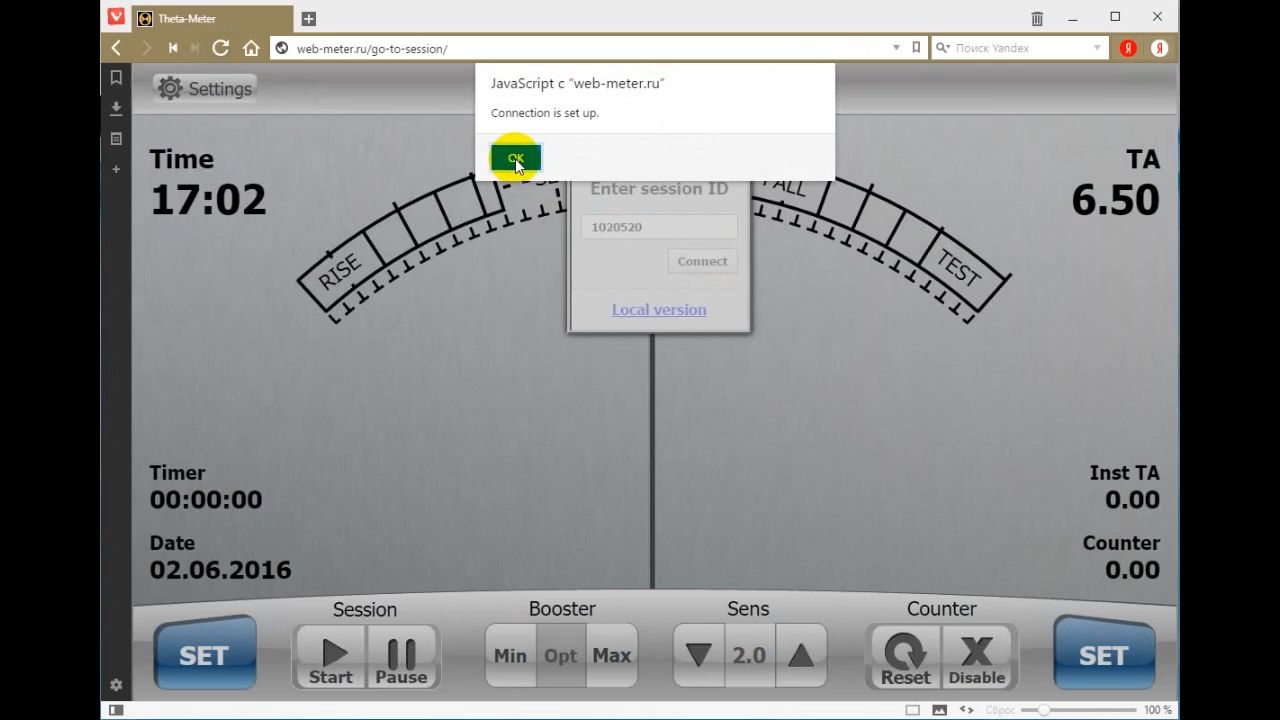 Theta-Meter
web-meter.ru/go-to-session/
Поиск Yandex
Я
Я
Settings
JavaScript с "web-meter.ru"
Connection is set up.
OK
Time
17:02
TA
6.50
RISE
FALL
TEST
Enter session ID
1020520
Connect
Local version
Timer
00:00:00
Inst TA
0.00
Date
02.06.2016
Counter
0.00
Session
Booster
Sens
Counter
SET
Start
Pause
Min
Opt
Max
2.0
Reset
Disable
SET
Сброс
100 %